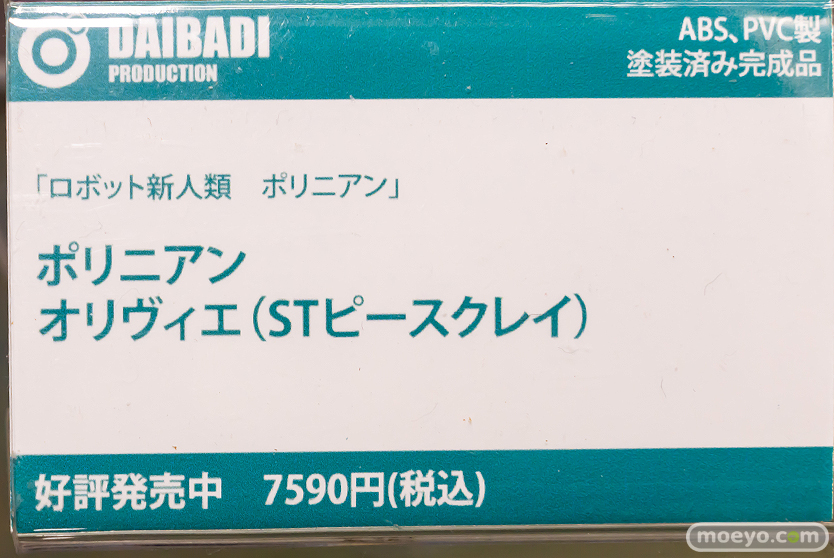 DAIBADI
PRODUCTION
ABS、PVC製
塗装済み完成品
「ロボット新人類　ポリニアン」
ポリニアン
オリヴィエ（STピースクレイ）
好評発売中　7590円(税込)
moeyo.com